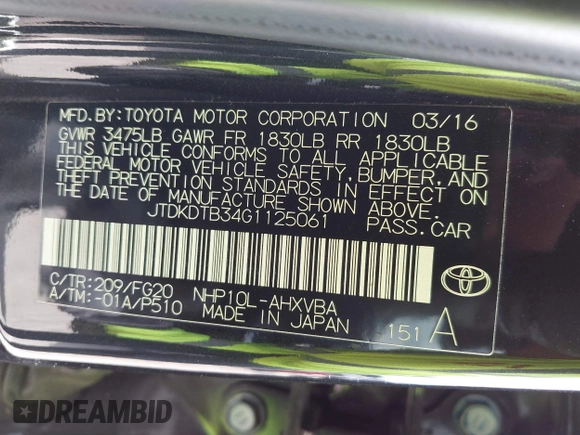 MFD.BY:TOYOTA MOTOR CORPORATION 03/16
GVWR 3475LB GAWR FR 1830LB RR 1830LB
THIS VEHICLE CONFORMS TO ALL APPLICABLE
FEDERAL MOTOR VEHICLE SAFETY,BUMPER,AND
THEFT PREVENTION STANDARDS IN EFFECT ON
THE DATE OF MANUFACTURE SHOWN ABOVE.
JTDKDTB34G1125061 PASS.CAR
C/TR:209/FG20 NHP10L-AHXVBA
A/TM:-01A/P510 MADE IN JAPAN 151 A
TOYOTA
DREAMBID